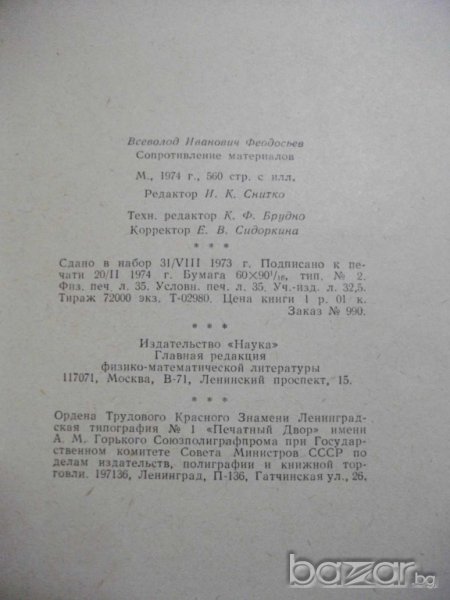 Всеволод Иванович Феодосьев
Сопротивление материалов
М., 1974 г., 560 стр. с илл.
Редактор И. К. Снитко
Техн. редактор К. Ф. Брудно
Корректор Е. В. Сидоркина
* * *
Сдано в набор 31/VIII 1973 г. Подписано к пе-
чати 20/II 1974 г. Бумага 60×90¹/₁₆, тип. № 2.
Физ. печ л. 35. Условн. печ л. 35. Уч.-изд. л. 32,5.
Тираж 72000 экз. Т-02980. Цена книги 1 р. 01 к.
Заказ № 990.
* * *
Издательство «Наука»
Главная редакция
физико-математической литературы
117071, Москва, В-71, Ленинский проспект, 15.
* * *
Ордена Трудового Красного Знамени Ленинград-
ская типография № 1 «Печатный Двор» имени
А. М. Горького Союзполиграфпрома при Государ-
ственном комитете Совета Министров СССР по
делам издательств, полиграфии и книжной тор-
говли. 197136, Ленинград, П-136, Гатчинская ул., 26.
bazar.bg